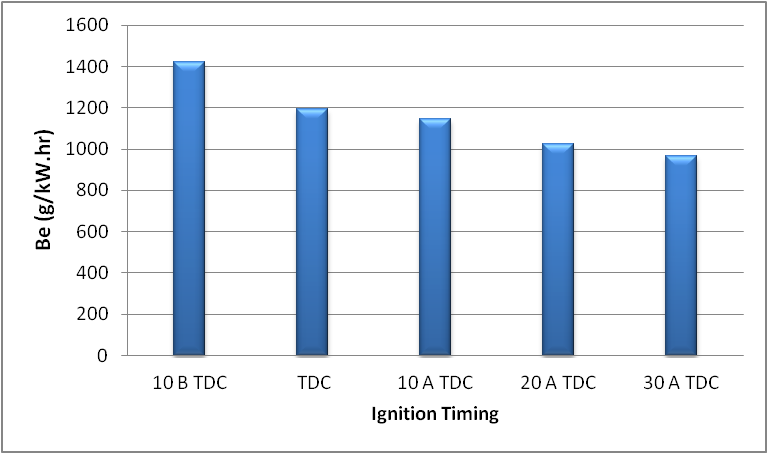 Be (g/kW.hr)
1600
1400
1200
1000
800
600
400
200
0
10 B TDC
TDC
10 A TDC
20 A TDC
30 A TDC
Ignition Timing